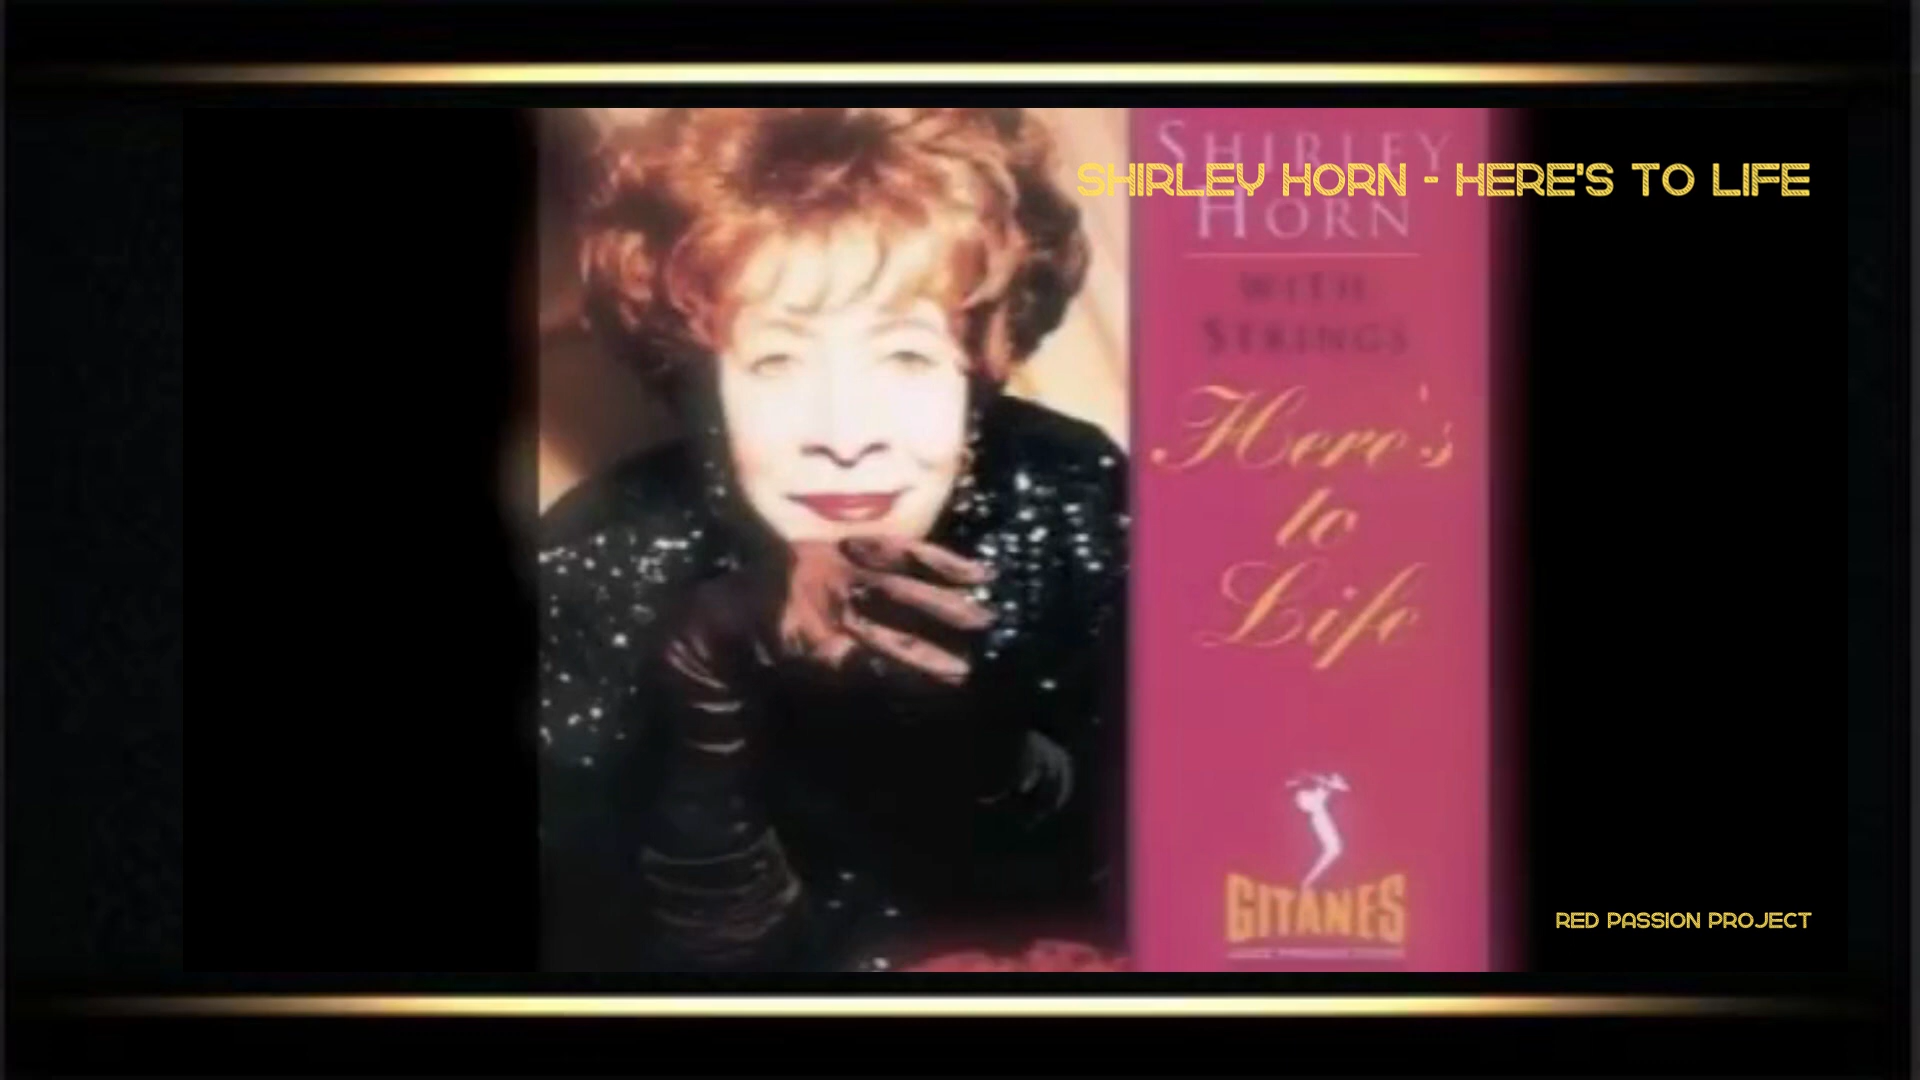 SHIRLEY
SHIRLEY HORN - HERE'S TO LIFE
HORN
WITH
STRINGS
Here's
to
Life
GITANES
RED PASSION PROJECT